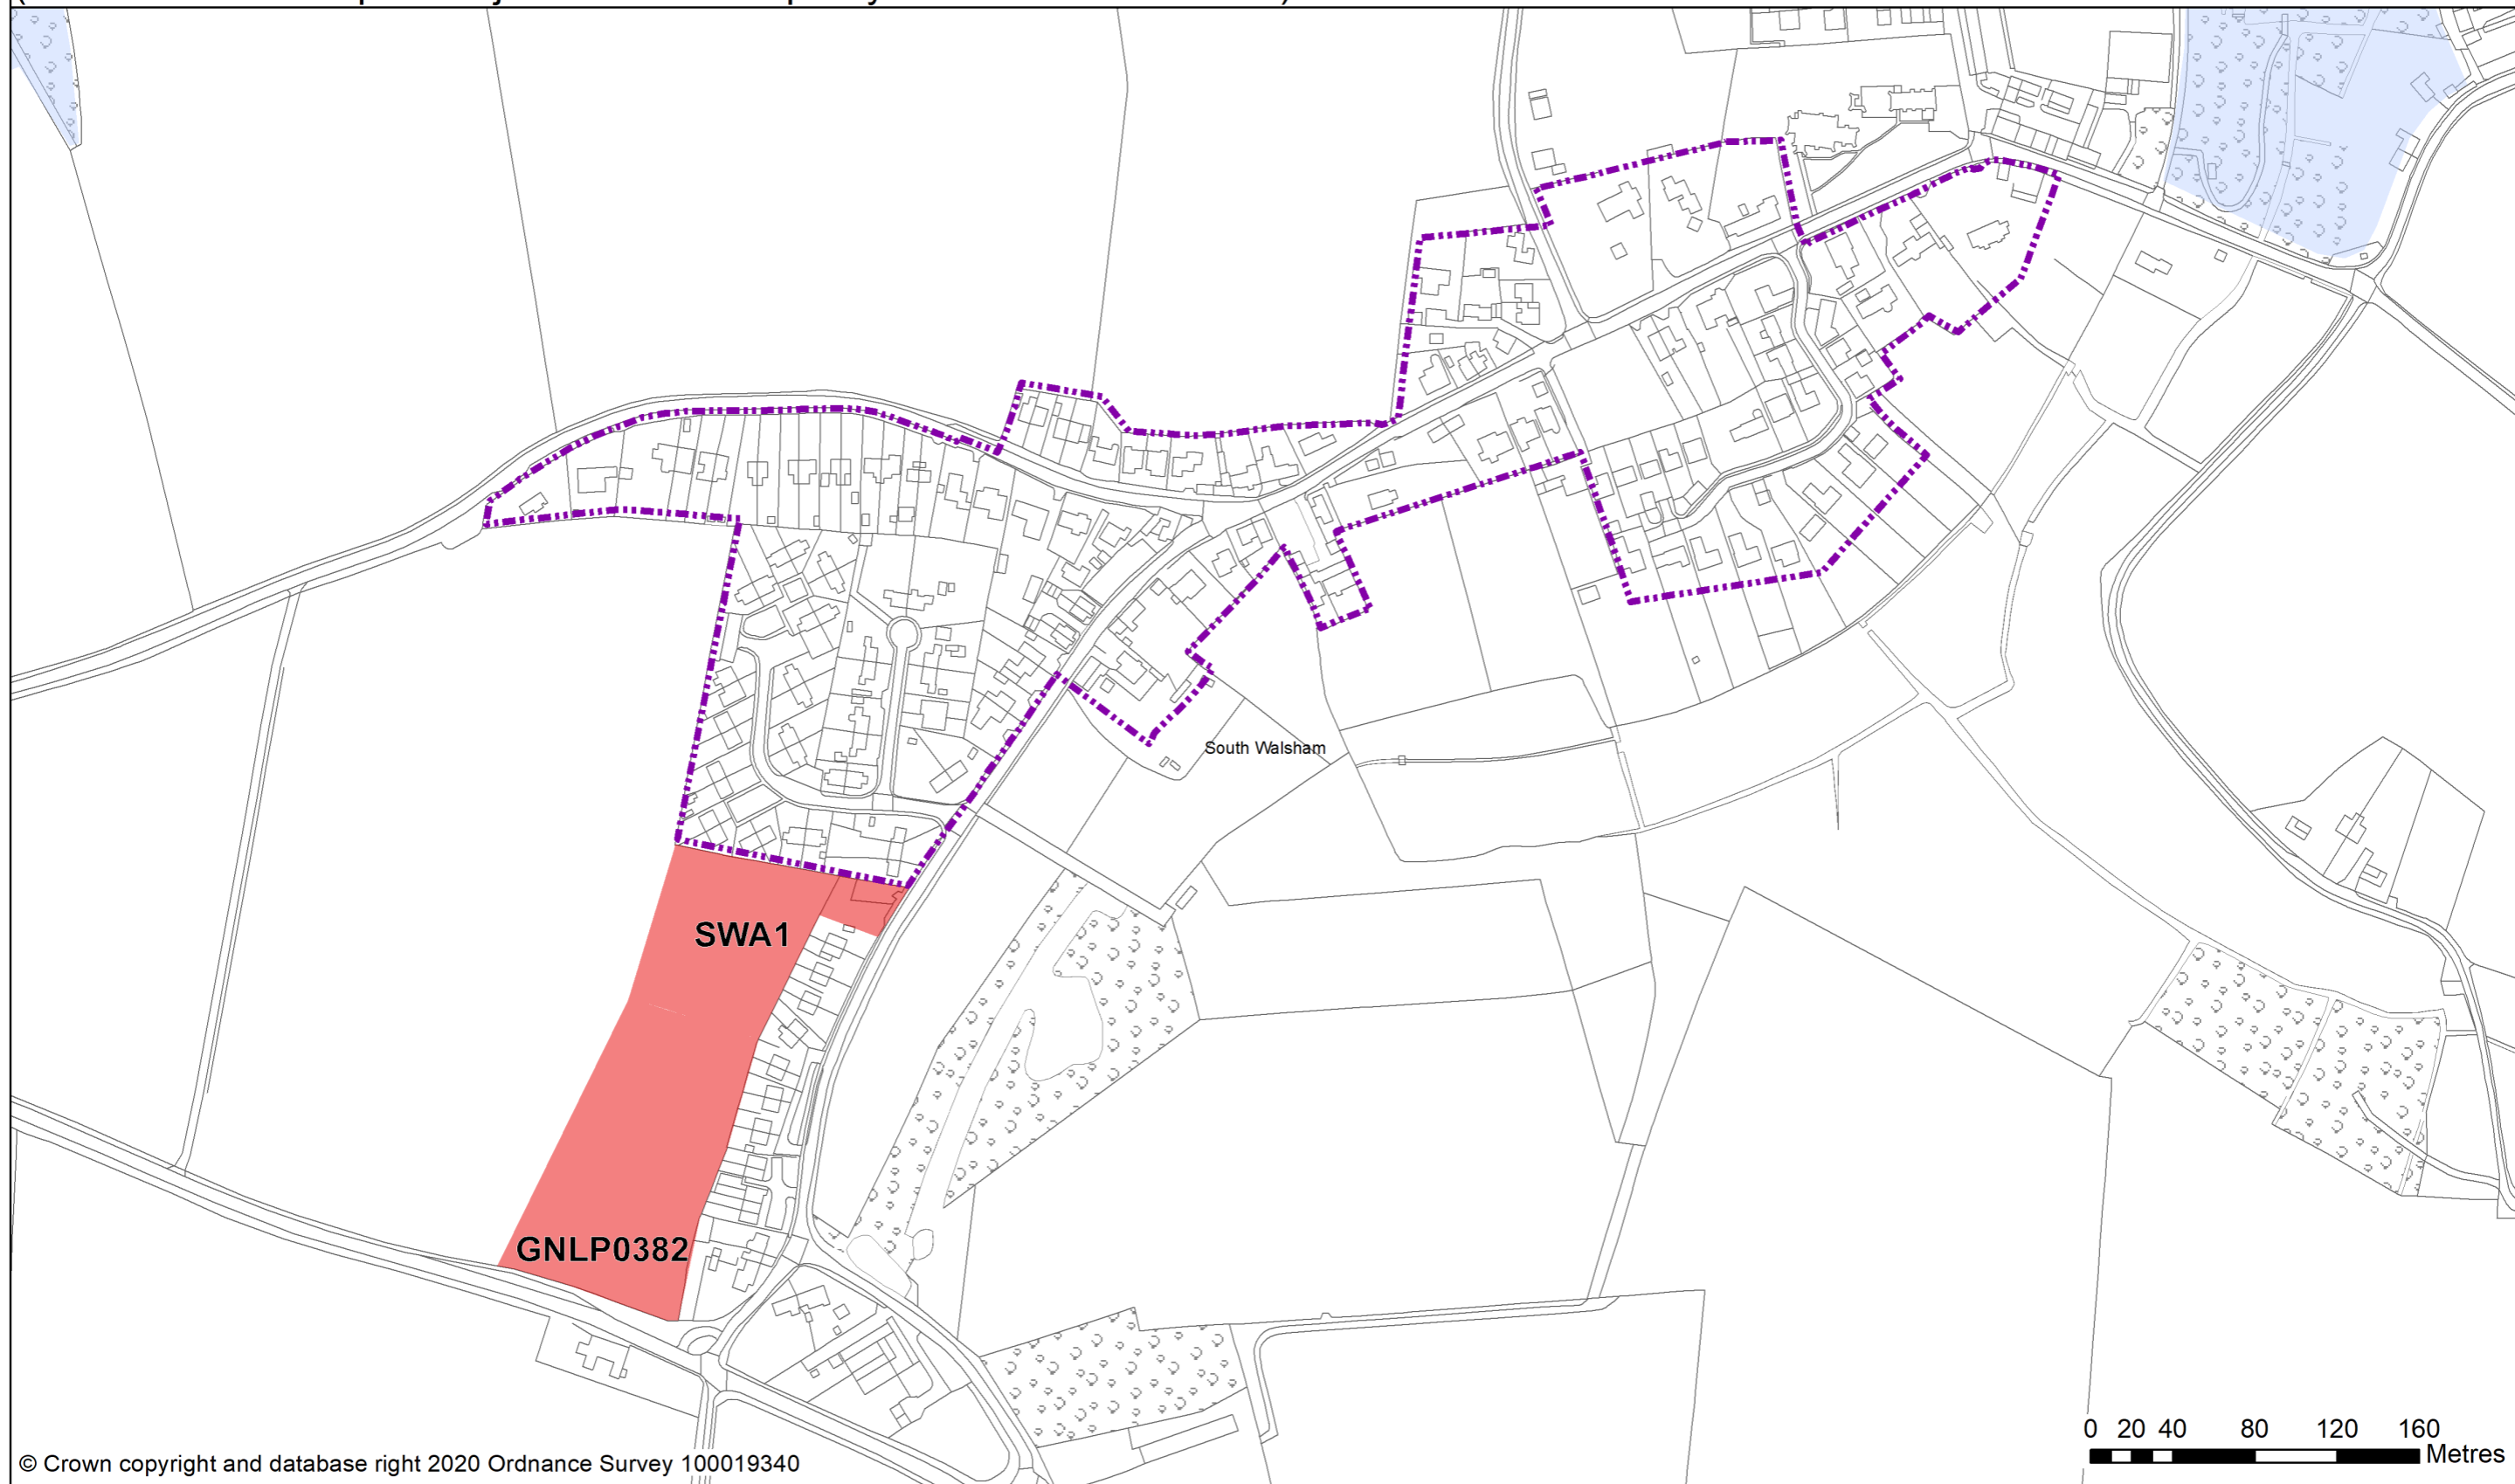 South Walsham
SWA1
GNLP0382
0 20 40 80 120 160
Metres
© Crown copyright and database right 2020 Ordnance Survey 100019340